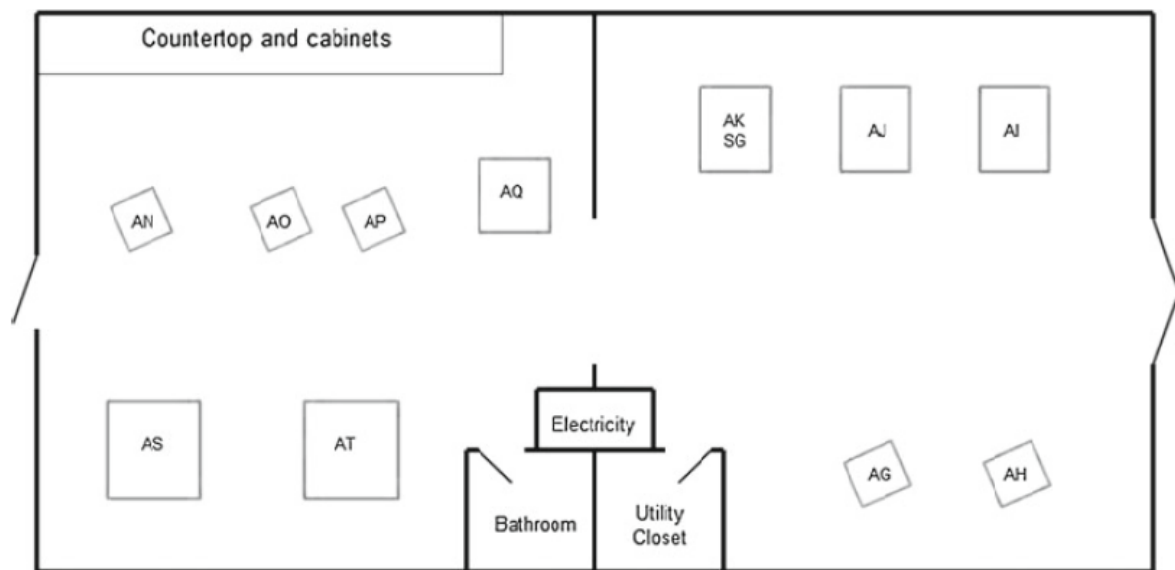 Countertop and cabinets
AK
SG
AJ
AI
AQ
AN
AO
AP
Electricity
AS
AT
AG
AH
Bathroom
Utility
Closet